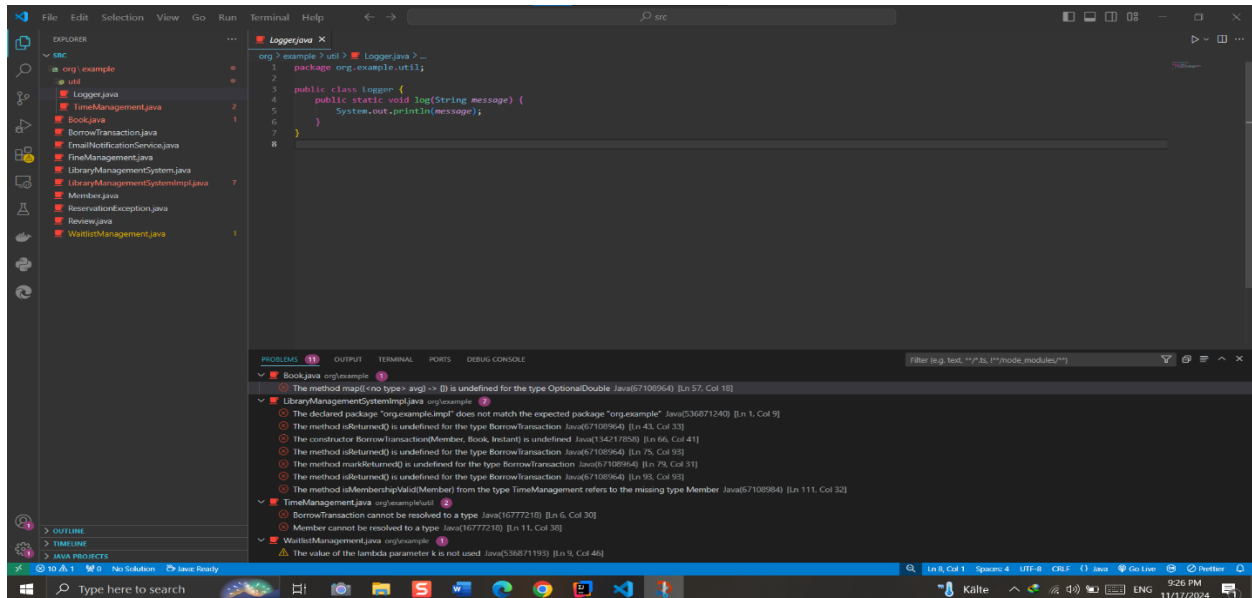 File Edit Selection View Go Run Terminal Help
src
EXPLORER
SRC
org \ example
util
Logger.java
TimeManagement.java 2
Book.java 1
BorrowTransaction.java
EmailNotificationService.java
FineManagement.java
LibraryManagementSystem.java
LibraryManagementSystemImpl.java 7
Member.java
ReservationException.java
Review.java
WaitlistManagement.java 1
OUTLINE
TIMELINE
JAVA PROJECTS
Logger.java
org > example > util > Logger.java > ...
1 package org.example.util;
2
3 public class Logger {
4 public static void log(String message) {
5 System.out.println(message);
6 }
7 }
8
PROBLEMS 11 OUTPUT TERMINAL PORTS DEBUG CONSOLE
Filter (e.g. text, **/*.ts, !**/node_modules/**)
Book.java org\example 1
The method map((<no type> avg) -> {}) is undefined for the type OptionalDouble Java(67108964) [Ln 57, Col 18]
LibraryManagementSystemImpl.java org\example 7
The declared package "org.example.impl" does not match the expected package "org.example" Java(536871240) [Ln 1, Col 9]
The method isReturned() is undefined for the type BorrowTransaction Java(67108964) [Ln 43, Col 33]
The constructor BorrowTransaction(Member, Book, Instant) is undefined Java(134217858) [Ln 66, Col 41]
The method isReturned() is undefined for the type BorrowTransaction Java(67108964) [Ln 75, Col 93]
The method markReturned() is undefined for the type BorrowTransaction Java(67108964) [Ln 79, Col 31]
The method isReturned() is undefined for the type BorrowTransaction Java(67108964) [Ln 93, Col 93]
The method isMembershipValid(Member) from the type TimeManagement refers to the missing type Member Java(67108984) [Ln 111, Col 32]
TimeManagement.java org\example\util 2
BorrowTransaction cannot be resolved to a type Java(16777218) [Ln 6, Col 30]
Member cannot be resolved to a type Java(16777218) [Ln 11, Col 38]
WaitlistManagement.java org\example 1
The value of the lambda parameter k is not used Java(536871193) [Ln 9, Col 46]
10 1 0 No Solution Java: Ready
Ln 8, Col 1 Spaces: 4 UTF-8 CRLF {} Java Go Live Prettier
Type here to search
Kälte ENG 9:26 PM
11/17/2024